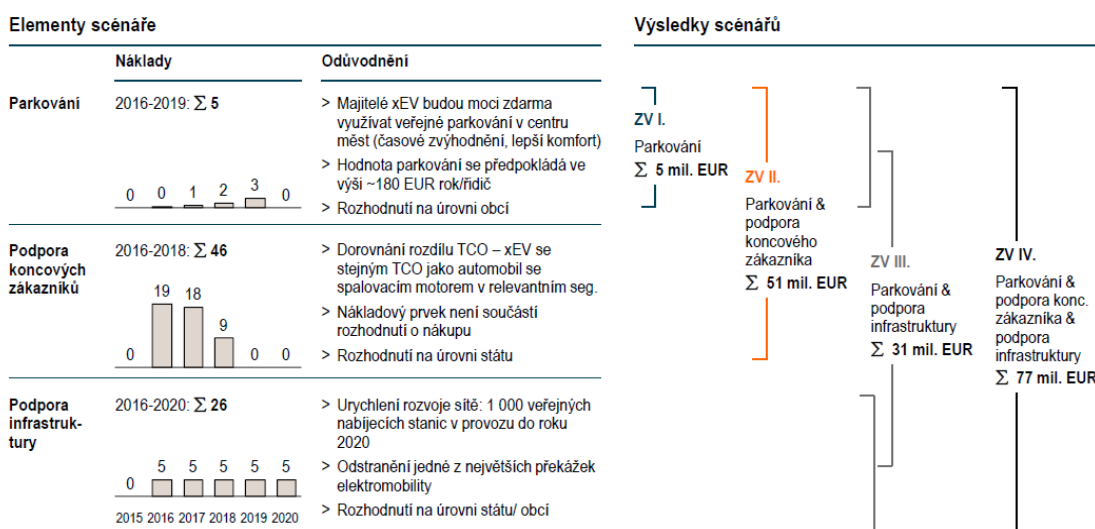 Elementy scénáře
Náklady
Odůvodnění
Parkování
2016-2019: Σ 5
0 0 1 2 3 0
> Majitelé xEV budou moci zdarma
využívat veřejné parkování v centru
měst (časové zvýhodnění, lepší komfort)
> Hodnota parkování se předpokládá ve
výši ~180 EUR rok/řidič
> Rozhodnutí na úrovni obcí
Podpora
koncových
zákazníků
2016-2018: Σ 46
0 19 18 9 0 0
> Dorovnání rozdílu TCO – xEV se
stejným TCO jako automobil se
spalovacím motorem v relevantním seg.
> Nákladový prvek není součástí
rozhodnutí o nákupu
> Rozhodnutí na úrovni státu
Podpora
infrastruk-
tury
2016-2020: Σ 26
0 5 5 5 5 5
2015 2016 2017 2018 2019 2020
> Urychlení rozvoje sítě: 1 000 veřejných
nabíjecích stanic v provozu do roku
2020
> Odstranění jedné z největších překážek
elektromobility
> Rozhodnutí na úrovni státu/ obcí
Výsledky scénářů
ZV I.
Parkování
Σ 5 mil. EUR
ZV II.
Parkování &
podpora
koncového
zákazníka
Σ 51 mil. EUR
ZV III.
Parkování &
podpora
infrastruktury
Σ 31 mil. EUR
ZV IV.
Parkování &
podpora konc.
zákazníka &
podpora
infrastruktury
Σ 77 mil. EUR